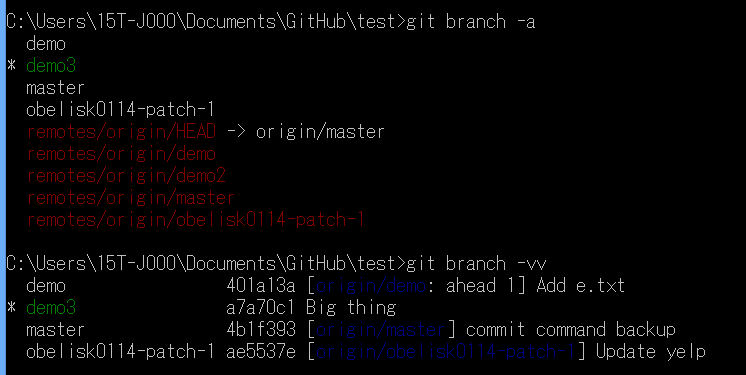 C:\Users\15T-J000\Documents\GitHub\test>git branch -a
  demo
* demo3
  master
  obelisk0114-patch-1
  remotes/origin/HEAD -> origin/master
  remotes/origin/demo
  remotes/origin/demo2
  remotes/origin/master
  remotes/origin/obelisk0114-patch-1
C:\Users\15T-J000\Documents\GitHub\test>git branch -vv
  demo                401a13a [origin/demo: ahead 1] Add e.txt
* demo3               a7a70c1 Big thing
  master              4b1f393 [origin/master] commit command backup
  obelisk0114-patch-1 ae5537e [origin/obelisk0114-patch-1] Update yelp